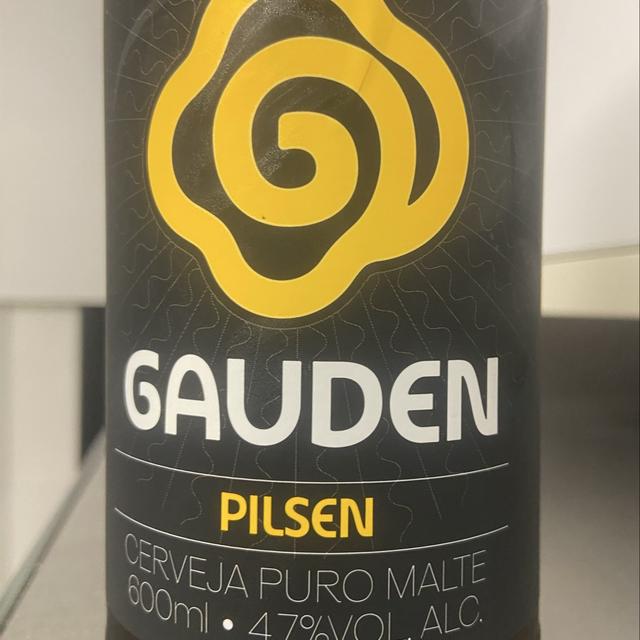 GAUDEN
PILSEN
CERVEJA PURO MALTE
600ml • 4,7%VOL. ALC.